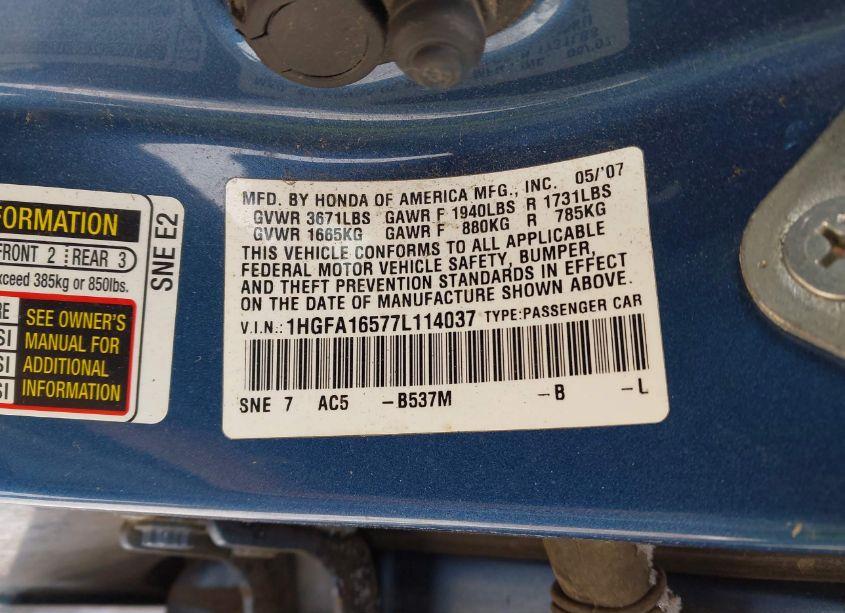 FORMATION
FRONT 2 REAR 3
exceed 385kg or 850lbs.
SEE OWNER'S
MANUAL FOR
ADDITIONAL
INFORMATION
SNE E2
MFD. BY HONDA OF AMERICA MFG., INC. 05/'07
GVWR 3671LBS GAWR F 1940LBS R 1731LBS
GVWR 1665KG GAWR F 880KG R 785KG
THIS VEHICLE CONFORMS TO ALL APPLICABLE
FEDERAL MOTOR VEHICLE SAFETY, BUMPER,
AND THEFT PREVENTION STANDARDS IN EFFECT
ON THE DATE OF MANUFACTURE SHOWN ABOVE.
V.I.N.: 1HGFA16577L114037 TYPE:PASSENGER CAR
SNE 7 AC5 -B537M -B -L